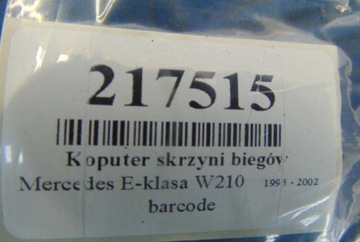 217515
Koputer skrzyni biegów
Mercedes E-klasa W210 1995 - 2002
barcode